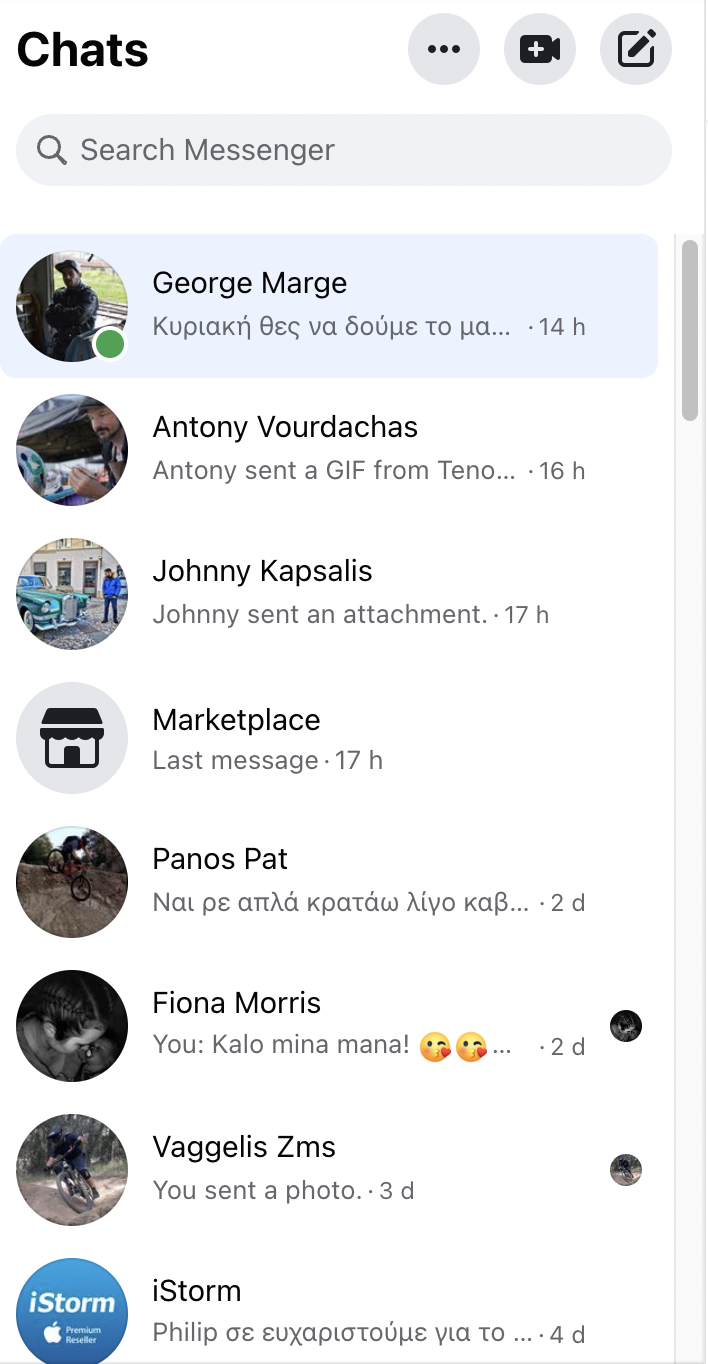 Chats
Search Messenger
George Marge
Κυριακή θες να δούμε το μα... · 14 h
Antony Vourdachas
Antony sent a GIF from Teno... · 16 h
Johnny Kapsalis
Johnny sent an attachment. · 17 h
Marketplace
Last message · 17 h
Panos Pat
Ναι ρε απλά κρατάω λίγο καβ... · 2 d
Fiona Morris
You: Kalo mina mana! 😘😘... · 2 d
Vaggelis Zms
You sent a photo. · 3 d
iStorm
Premium
Reseller
iStorm
Philip σε ευχαριστούμε για το ... · 4 d